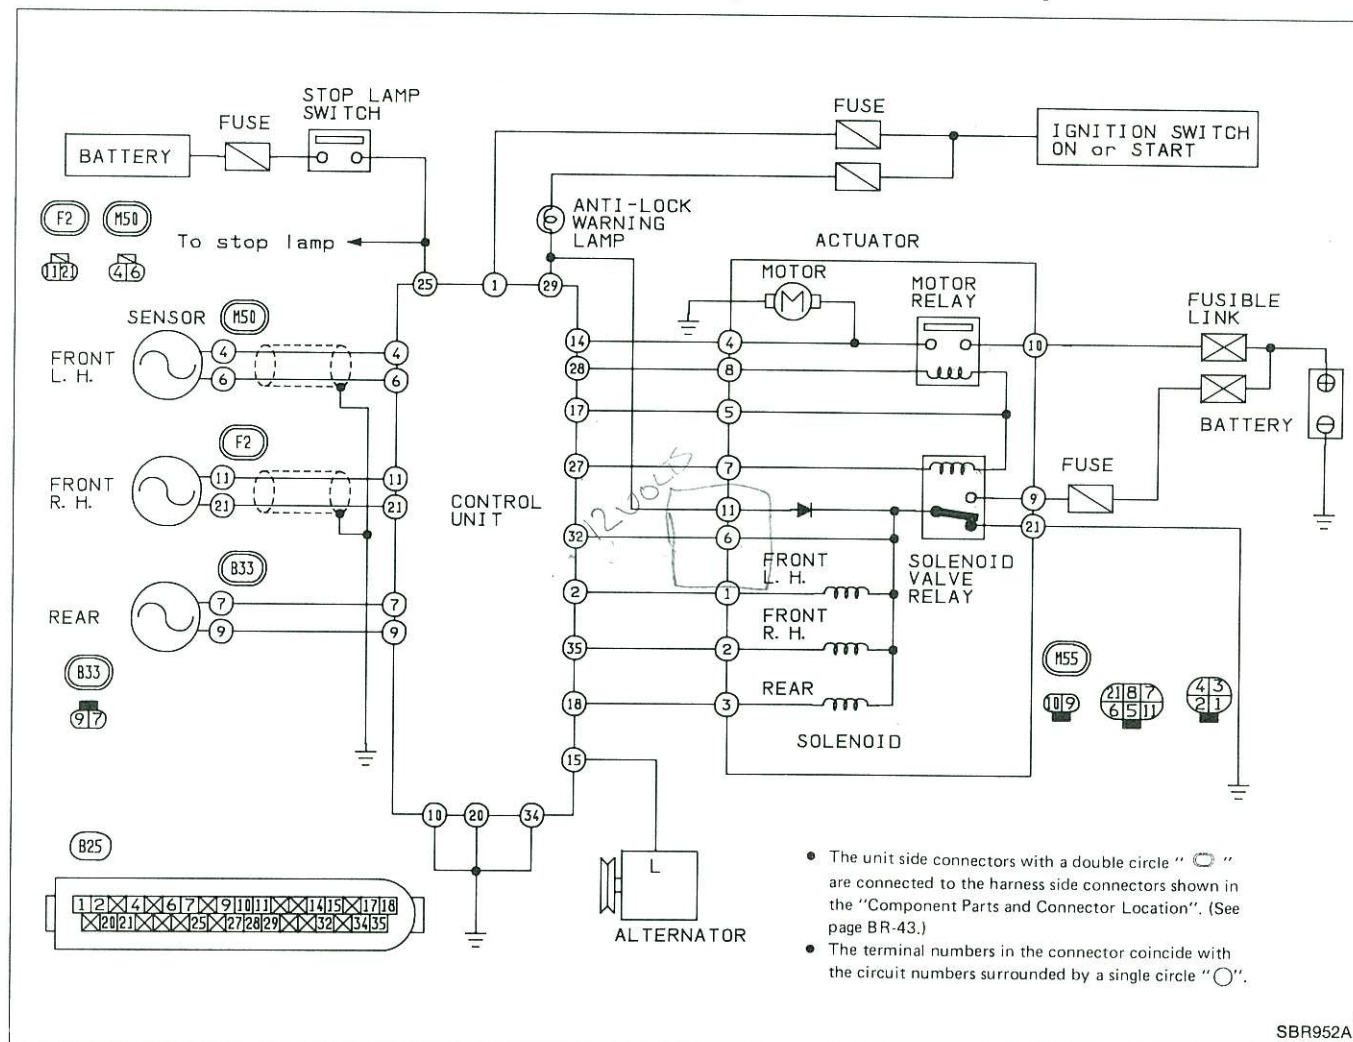 STOP LAMP
SWITCH
FUSE
BATTERY
FUSE
IGNITION SWITCH
ON or START
F2
M50
11 21
4 6
To stop lamp
ANTI-LOCK
WARNING
LAMP
ACTUATOR
25
1
29
MOTOR
M
MOTOR
RELAY
FUSIBLE
LINK
SENSOR
M50
FRONT
L. H.
4
6
4
6
14
28
17
27
32
2
35
18
15
4
8
5
7
11
6
1
2
3
10
9
21
BATTERY
F2
FRONT
R. H.
11
21
11
21
CONTROL
UNIT
12 VOLTS
FUSE
FRONT
L. H.
SOLENOID
VALVE
RELAY
B33
REAR
7
9
7
9
FRONT
R. H.
REAR
SOLENOID
B33
9 7
M55
10 9
21 8 7
6 5 11
4 3
2 1
10
20
34
B25
1 2 4 6 7 9 10 11 14 15 17 18
20 21 25 27 28 29 32 34 35
L
ALTERNATOR
● The unit side connectors with a double circle " "
are connected to the harness side connectors shown in
the "Component Parts and Connector Location". (See
page BR-43.)
● The terminal numbers in the connector coincide with
the circuit numbers surrounded by a single circle "◯".
SBR952A